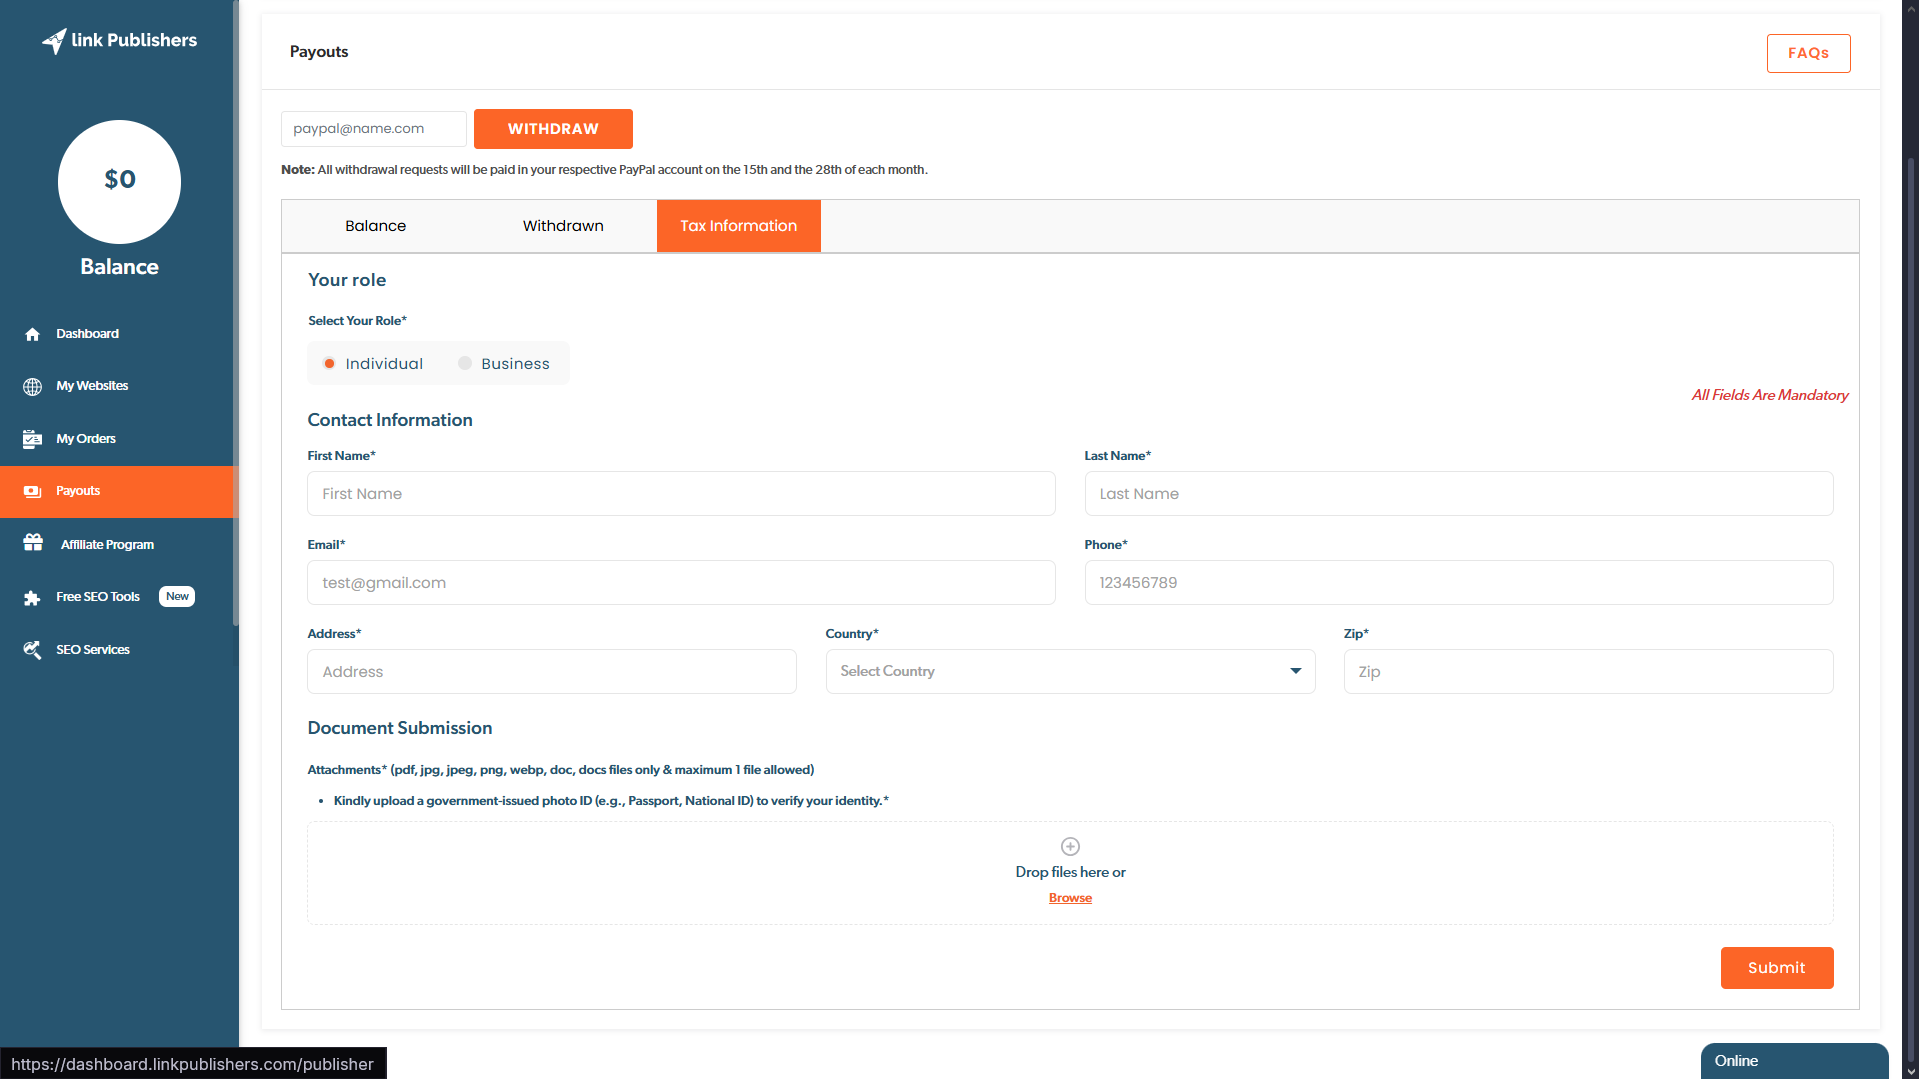 link Publishers
$0
Balance
Dashboard
My Websites
My Orders
Payouts
Affiliate Program
Free SEO Tools New
SEO Services
Payouts
FAQs
paypal@name.com WITHDRAW
Note: All withdrawal requests will be paid in your respective PayPal account on the 15th and the 28th of each month.
Balance Withdrawn Tax Information
Your role
Select Your Role*
Individual Business
All Fields Are Mandatory
Contact Information
First Name* Last Name*
First Name Last Name
Email* Phone*
test@gmail.com 123456789
Address* Country* Zip*
Address Select Country Zip
Document Submission
Attachments* (pdf, jpg, jpeg, png, webp, doc, docs files only & maximum 1 file allowed)
• Kindly upload a government-issued photo ID (e.g., Passport, National ID) to verify your identity.*
Drop files here or
Browse
Submit
https://dashboard.linkpublishers.com/publisher
Online